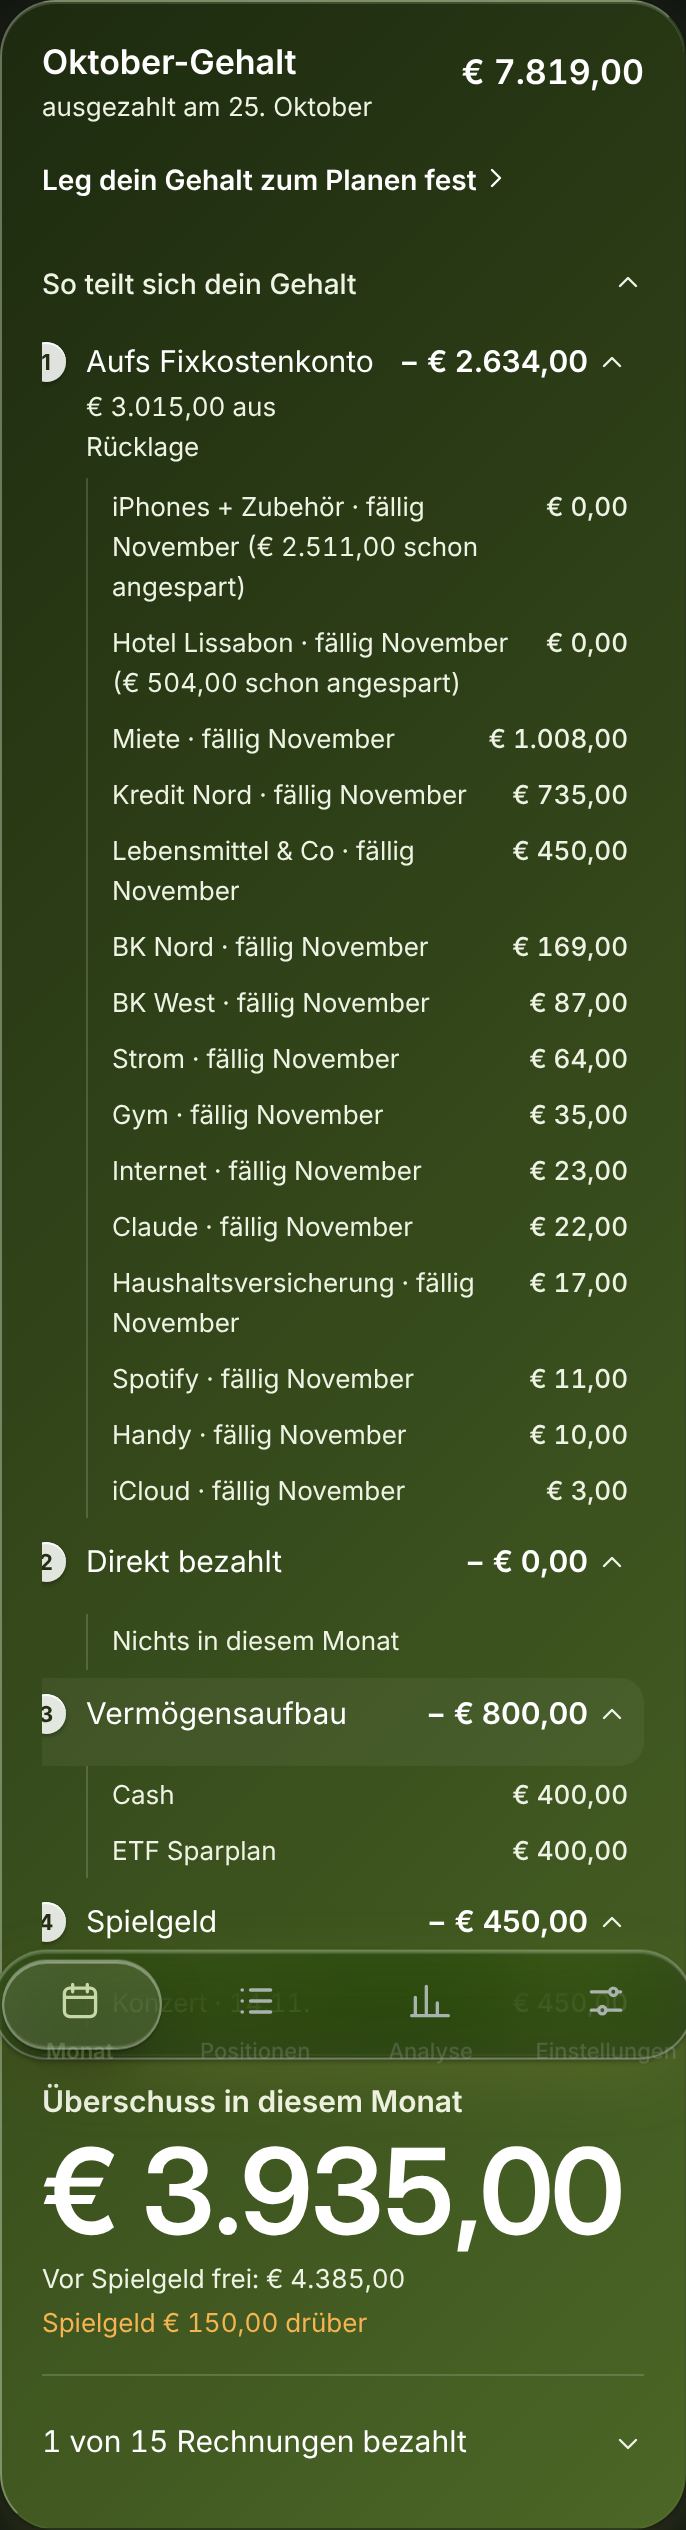 Oktober-Gehalt
€ 7.819,00
ausgezahlt am 25. Oktober
Leg dein Gehalt zum Planen fest
So teilt sich dein Gehalt
1 Aufs Fixkostenkonto – € 2.634,00
€ 3.015,00 aus
Rücklage
iPhones + Zubehör · fällig € 0,00
November (€ 2.511,00 schon
angespart)
Hotel Lissabon · fällig November € 0,00
(€ 504,00 schon angespart)
Miete · fällig November € 1.008,00
Kredit Nord · fällig November € 735,00
Lebensmittel & Co · fällig € 450,00
November
BK Nord · fällig November € 169,00
BK West · fällig November € 87,00
Strom · fällig November € 64,00
Gym · fällig November € 35,00
Internet · fällig November € 23,00
Claude · fällig November € 22,00
Haushaltsversicherung · fällig € 17,00
November
Spotify · fällig November € 11,00
Handy · fällig November € 10,00
iCloud · fällig November € 3,00
2 Direkt bezahlt – € 0,00
Nichts in diesem Monat
3 Vermögensaufbau – € 800,00
Cash € 400,00
ETF Sparplan € 400,00
4 Spielgeld – € 450,00
Konzert · € 450,00
Monat Positionen Analyse Einstellungen
Überschuss in diesem Monat
€ 3.935,00
Vor Spielgeld frei: € 4.385,00
Spielgeld € 150,00 drüber
1 von 15 Rechnungen bezahlt